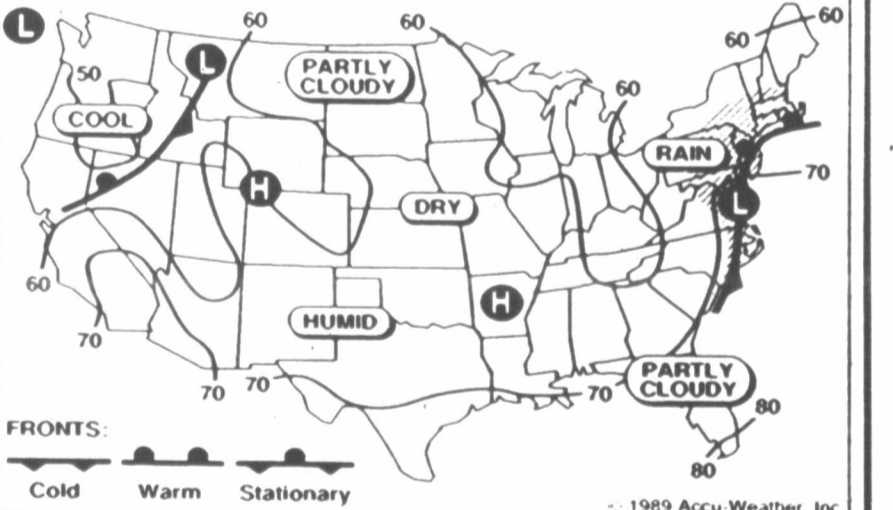 L
60
60
60
60
L
PARTLY
CLOUDY
50
60
COOL
RAIN
70
H
DRY
L
60
H
HUMID
70
70
70
70
PARTLY
CLOUDY
80
80
FRONTS:
Cold
Warm
Stationary
1989 Accu-Weather, Inc.